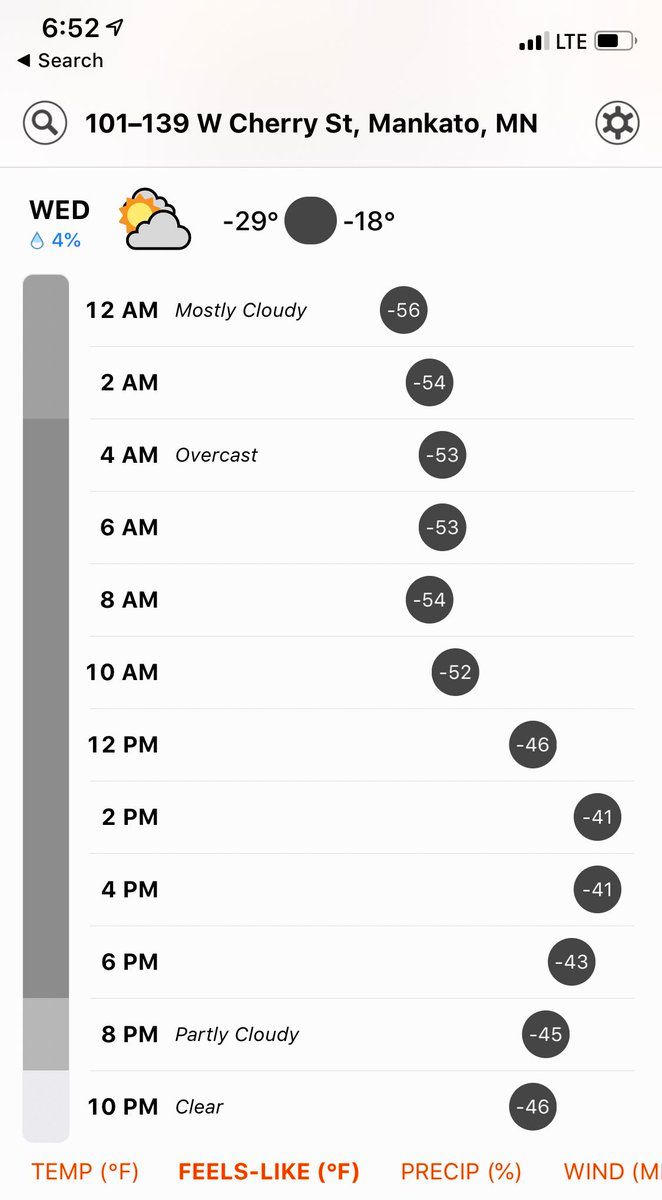 6:52
LTE
Search
101–139 W Cherry St, Mankato, MN
WED
-29° -18°
4%
12 AM Mostly Cloudy -56
2 AM -54
4 AM Overcast -53
6 AM -53
8 AM -54
10 AM -52
12 PM -46
2 PM -41
4 PM -41
6 PM -43
8 PM Partly Cloudy -45
10 PM Clear -46
TEMP (°F) FEELS-LIKE (°F) PRECIP (%) WIND (M